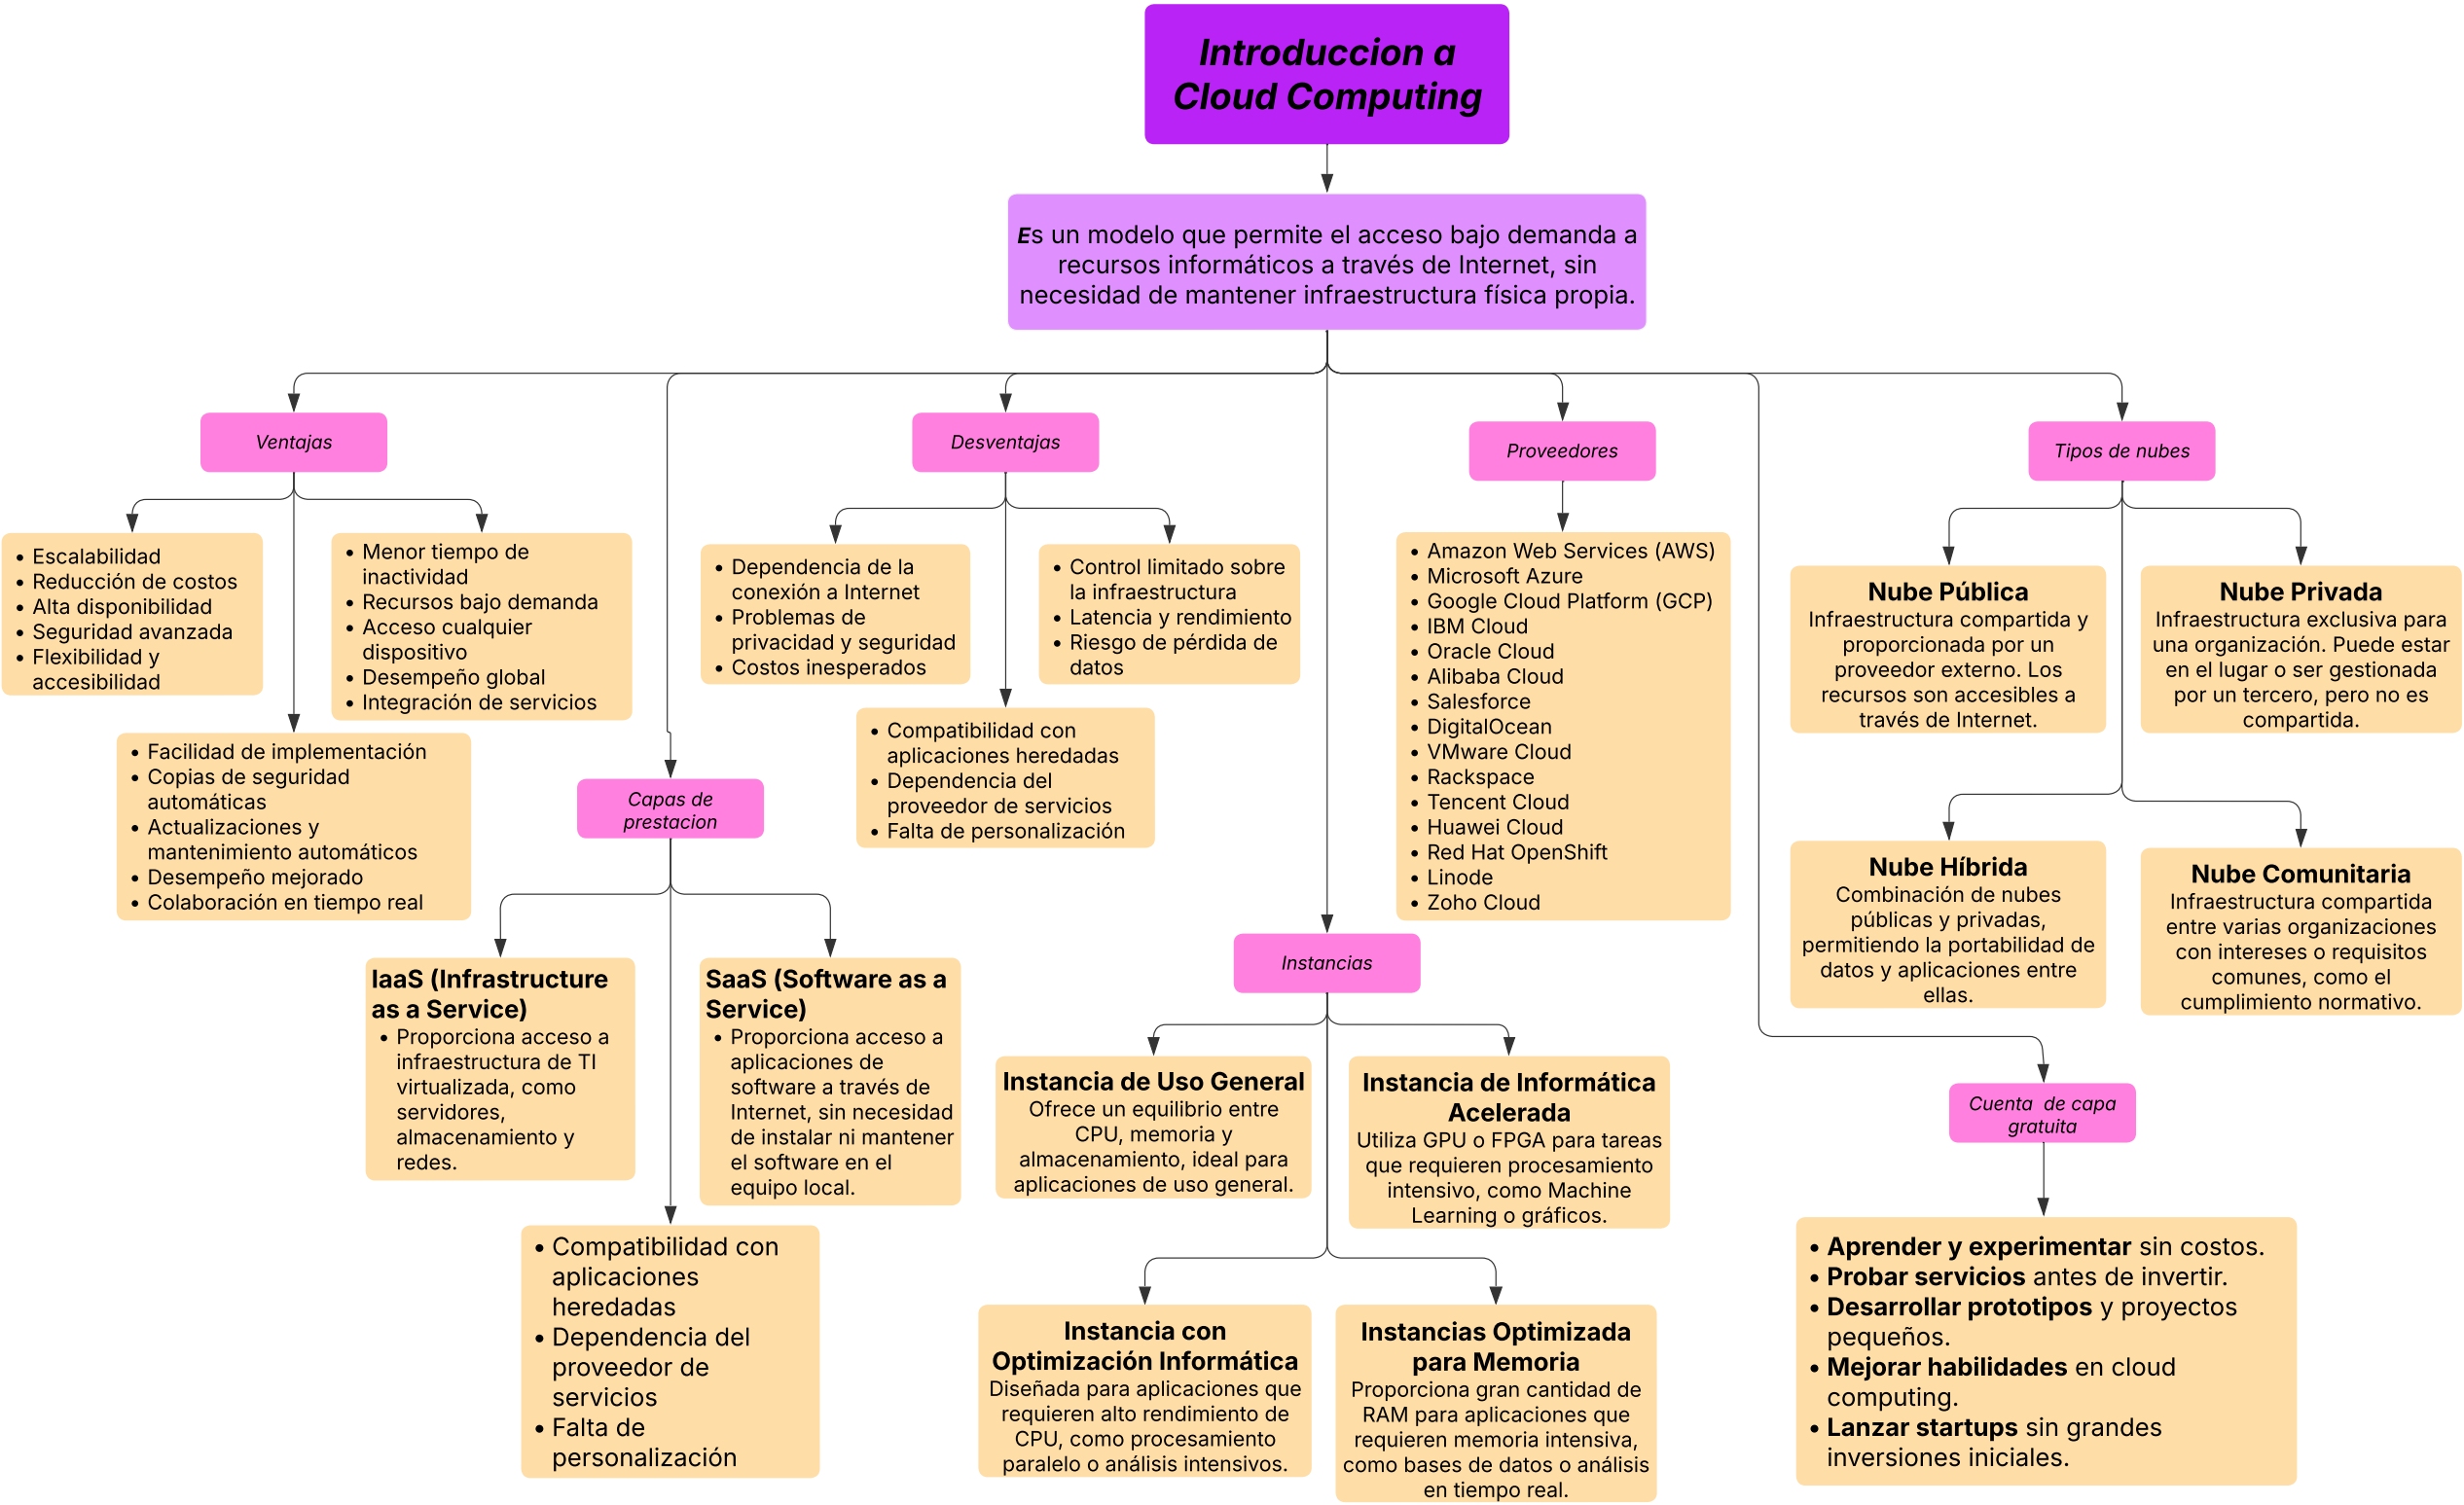 Introduccion a
Cloud Computing
Es un modelo que permite el acceso bajo demanda a
recursos informáticos a través de Internet, sin
necesidad de mantener infraestructura física propia.
Ventajas
• Escalabilidad
• Reducción de costos
• Alta disponibilidad
• Seguridad avanzada
• Flexibilidad y
accesibilidad
• Menor tiempo de
inactividad
• Recursos bajo demanda
• Acceso cualquier
dispositivo
• Desempeño global
• Integración de servicios
• Facilidad de implementación
• Copias de seguridad
automáticas
• Actualizaciones y
mantenimiento automáticos
• Desempeño mejorado
• Colaboración en tiempo real
Capas de
prestacion
IaaS (Infrastructure
as a Service)
• Proporciona acceso a
infraestructura de TI
virtualizada, como
servidores,
almacenamiento y
redes.
SaaS (Software as a
Service)
• Proporciona acceso a
aplicaciones de
software a través de
Internet, sin necesidad
de instalar ni mantener
el software en el
equipo local.
• Compatibilidad con
aplicaciones
heredadas
• Dependencia del
proveedor de
servicios
• Falta de
personalización
Desventajas
• Dependencia de la
conexión a Internet
• Problemas de
privacidad y seguridad
• Costos inesperados
• Control limitado sobre
la infraestructura
• Latencia y rendimiento
• Riesgo de pérdida de
datos
• Compatibilidad con
aplicaciones heredadas
• Dependencia del
proveedor de servicios
• Falta de personalización
Instancias
Instancia de Uso General
Ofrece un equilibrio entre
CPU, memoria y
almacenamiento, ideal para
aplicaciones de uso general.
Instancia de Informática
Acelerada
Utiliza GPU o FPGA para tareas
que requieren procesamiento
intensivo, como Machine
Learning o gráficos.
Instancia con
Optimización Informática
Diseñada para aplicaciones que
requieren alto rendimiento de
CPU, como procesamiento
paralelo o análisis intensivos.
Instancias Optimizada
para Memoria
Proporciona gran cantidad de
RAM para aplicaciones que
requieren memoria intensiva,
como bases de datos o análisis
en tiempo real.
Proveedores
• Amazon Web Services (AWS)
• Microsoft Azure
• Google Cloud Platform (GCP)
• IBM Cloud
• Oracle Cloud
• Alibaba Cloud
• Salesforce
• DigitalOcean
• VMware Cloud
• Rackspace
• Tencent Cloud
• Huawei Cloud
• Red Hat OpenShift
• Linode
• Zoho Cloud
Tipos de nubes
Nube Pública
Infraestructura compartida y
proporcionada por un
proveedor externo. Los
recursos son accesibles a
través de Internet.
Nube Privada
Infraestructura exclusiva para
una organización. Puede estar
en el lugar o ser gestionada
por un tercero, pero no es
compartida.
Nube Híbrida
Combinación de nubes
públicas y privadas,
permitiendo la portabilidad de
datos y aplicaciones entre
ellas.
Nube Comunitaria
Infraestructura compartida
entre varias organizaciones
con intereses o requisitos
comunes, como el
cumplimiento normativo.
Cuenta de capa
gratuita
• Aprender y experimentar sin costos.
• Probar servicios antes de invertir.
• Desarrollar prototipos y proyectos
pequeños.
• Mejorar habilidades en cloud
computing.
• Lanzar startups sin grandes
inversiones iniciales.